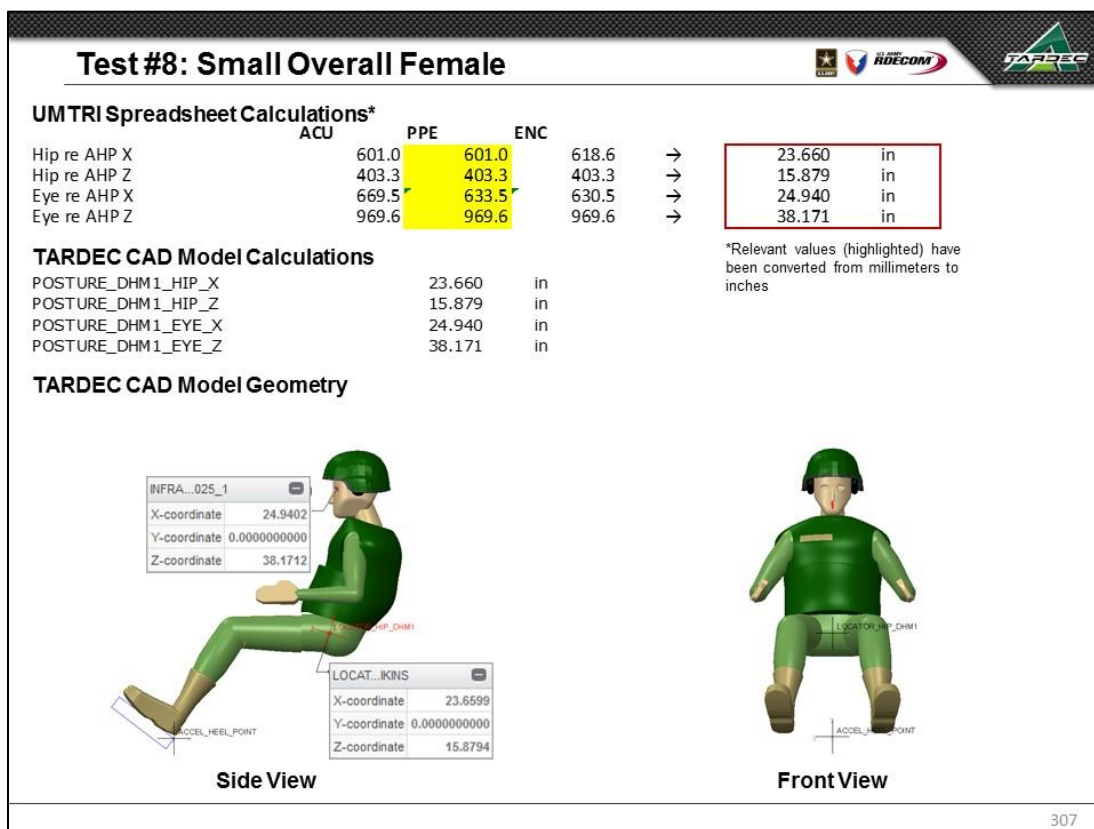 Test #8: Small Overall Female
U.S. ARMY
U.S. ARMY
RDECOM
TARDEC
UMTRI Spreadsheet Calculations*
ACU PPE ENC
Hip re AHP X 601.0 601.0 618.6 → 23.660 in
Hip re AHP Z 403.3 403.3 403.3 → 15.879 in
Eye re AHP X 669.5 633.5 630.5 → 24.940 in
Eye re AHP Z 969.6 969.6 969.6 → 38.171 in
*Relevant values (highlighted) have
been converted from millimeters to
inches
TARDEC CAD Model Calculations
POSTURE_DHM1_HIP_X 23.660 in
POSTURE_DHM1_HIP_Z 15.879 in
POSTURE_DHM1_EYE_X 24.940 in
POSTURE_DHM1_EYE_Z 38.171 in
TARDEC CAD Model Geometry
INFRA...025_1
X-coordinate 24.9402
Y-coordinate 0.0000000000
Z-coordinate 38.1712
HIP_DHM1
LOCATOR_HIP_DHM1
LOCAT...IKINS
X-coordinate 23.6599
Y-coordinate 0.0000000000
Z-coordinate 15.8794
ACCEL_HEEL_POINT
ACCEL_HEEL_POINT
Side View
Front View
307